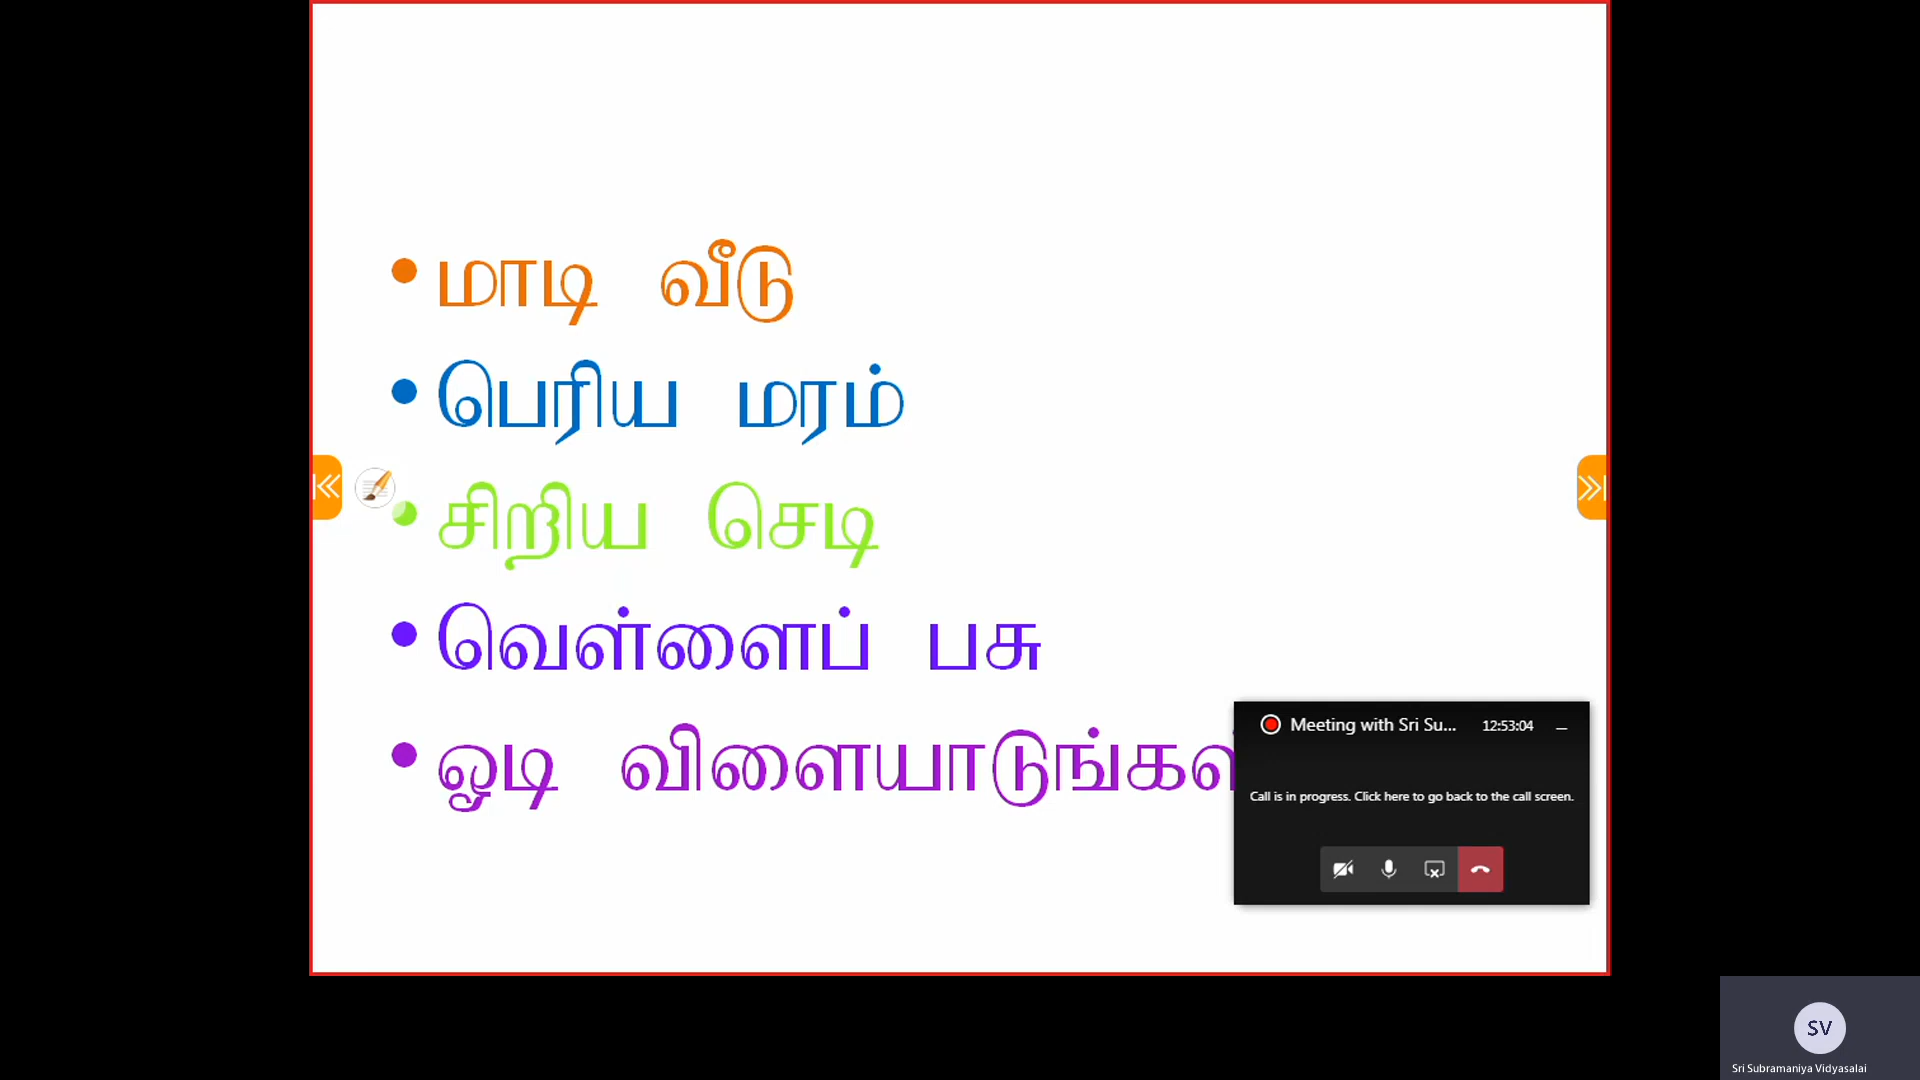 மாடி வீடு
பெரிய மரம்
சிறிய செடி
வெள்ளைப் பசு
ஓடி
Meeting with Sri Su... 12:53:04
Call is in progress. Click here to go back to the call screen.
SV
Sri Subramaniya Vidyasalai